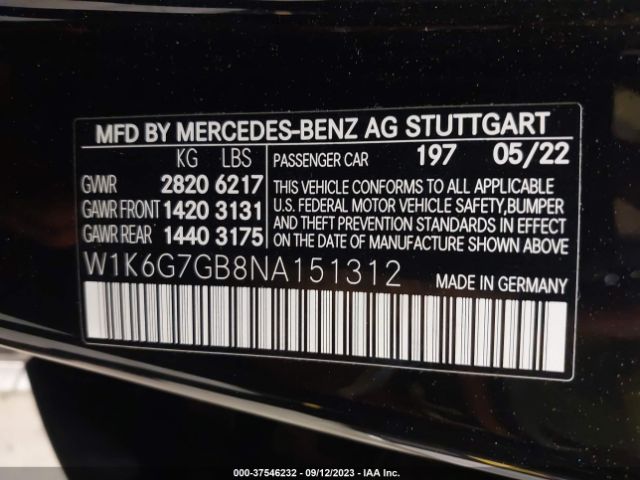 MFD BY MERCEDES-BENZ AG STUTTGART
KG LBS PASSENGER CAR 197 05/22
GVWR 2820 6217 THIS VEHICLE CONFORMS TO ALL APPLICABLE
GAWR FRONT 1420 3131 U.S. FEDERAL MOTOR VEHICLE SAFETY,BUMPER
GAWR REAR 1440 3175 AND THEFT PREVENTION STANDARDS IN EFFECT
ON THE DATE OF MANUFACTURE SHOWN ABOVE.
W1K6G7GB8NA151312 MADE IN GERMANY
000-37546232 - 09/12/2023 - IAA Inc.